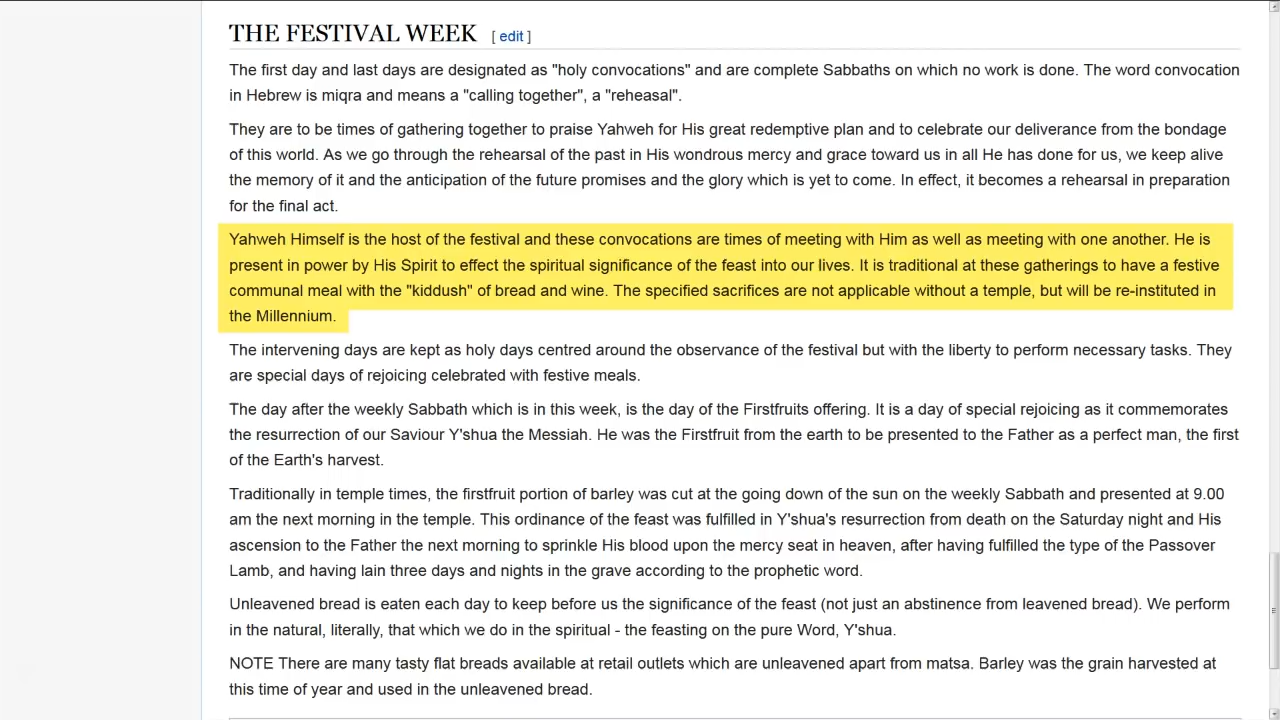 THE FESTIVAL WEEK [ edit ]
The first day and last days are designated as "holy convocations" and are complete Sabbaths on which no work is done. The word convocation
in Hebrew is miqra and means a "calling together", a "reheasal".
They are to be times of gathering together to praise Yahweh for His great redemptive plan and to celebrate our deliverance from the bondage
of this world. As we go through the rehearsal of the past in His wondrous mercy and grace toward us in all He has done for us, we keep alive
the memory of it and the anticipation of the future promises and the glory which is yet to come. In effect, it becomes a rehearsal in preparation
for the final act.
Yahweh Himself is the host of the festival and these convocations are times of meeting with Him as well as meeting with one another. He is
present in power by His Spirit to effect the spiritual significance of the feast into our lives. It is traditional at these gatherings to have a festive
communal meal with the "kiddush" of bread and wine. The specified sacrifices are not applicable without a temple, but will be re-instituted in
the Millennium.
The intervening days are kept as holy days centred around the observance of the festival but with the liberty to perform necessary tasks. They
are special days of rejoicing celebrated with festive meals.
The day after the weekly Sabbath which is in this week, is the day of the Firstfruits offering. It is a day of special rejoicing as it commemorates
the resurrection of our Saviour Y'shua the Messiah. He was the Firstfruit from the earth to be presented to the Father as a perfect man, the first
of the Earth's harvest.
Traditionally in temple times, the firstfruit portion of barley was cut at the going down of the sun on the weekly Sabbath and presented at 9.00
am the next morning in the temple. This ordinance of the feast was fulfilled in Y'shua's resurrection from death on the Saturday night and His
ascension to the Father the next morning to sprinkle His blood upon the mercy seat in heaven, after having fulfilled the type of the Passover
Lamb, and having lain three days and nights in the grave according to the prophetic word.
Unleavened bread is eaten each day to keep before us the significance of the feast (not just an abstinence from leavened bread). We perform
in the natural, literally, that which we do in the spiritual - the feasting on the pure Word, Y'shua.
NOTE There are many tasty flat breads available at retail outlets which are unleavened apart from matsa. Barley was the grain harvested at
this time of year and used in the unleavened bread.